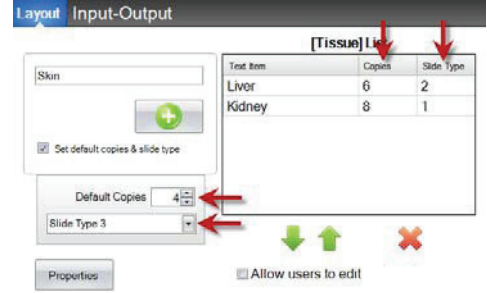 Layout Input-Output
[Tissue] List
Text Item Copies Slide Type
Liver 6 2
Kidney 8 1
Skin
Set default copies & slide type
Default Copies 4
Slide Type 3
Properties
Allow users to edit